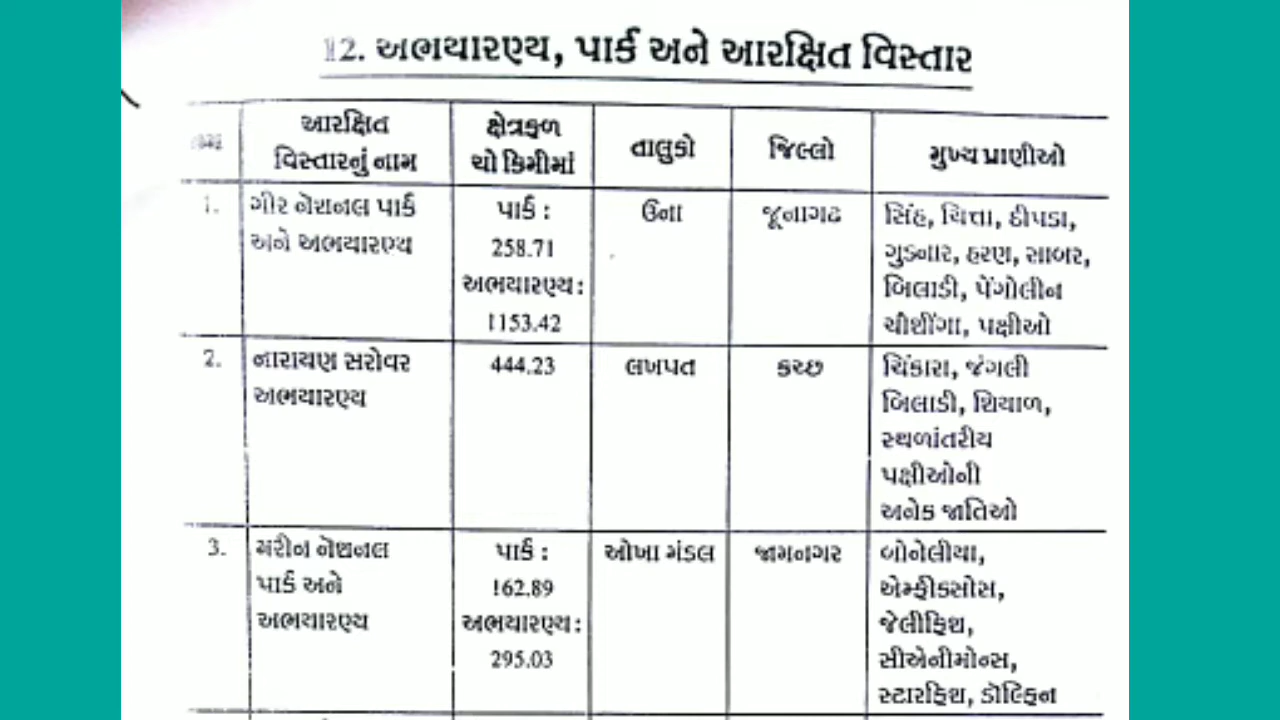 12. અભયારણ્ય, પાર્ક અને આરક્ષિત વિસ્તાર
આરક્ષિત વિસ્તારનું નામ
ક્ષેત્રફળ ચો કિમીમાં
તાલુકો
જિલ્લો
મુખ્ય પ્રાણીઓ
1.
ગીર નેશનલ પાર્ક
અને અભયારણ્ય
પાર્ક :
258.71
અભયારણ્ય :
1153.42
ઉના
જૂનાગઢ
સિંહ, ચિત્તા, દીપડા,
ગુડનાર, હરણ, સાબર,
બિલાડી, પેંગોલીન
ચૌશીંગા, પક્ષીઓ
2.
નારાયણ સરોવર
અભયારણ્ય
444.23
લખપત
કચ્છ
ચિંકારા, જંગલી
બિલાડી, શિયાળ,
સ્થળાંતરીય
પક્ષીઓની
અનેક જાતિઓ
3.
મરીન નેશનલ
પાર્ક અને
અભયારણ્ય
પાર્ક :
162.89
અભયારણ્ય :
295.03
ઓખા મંડલ
જામનગર
બોનેલીયા,
એમ્ફીકસોસ,
જેલીફિશ,
સીએનીમોન્સ,
સ્ટારફિશ, ડૉલ્ફિન